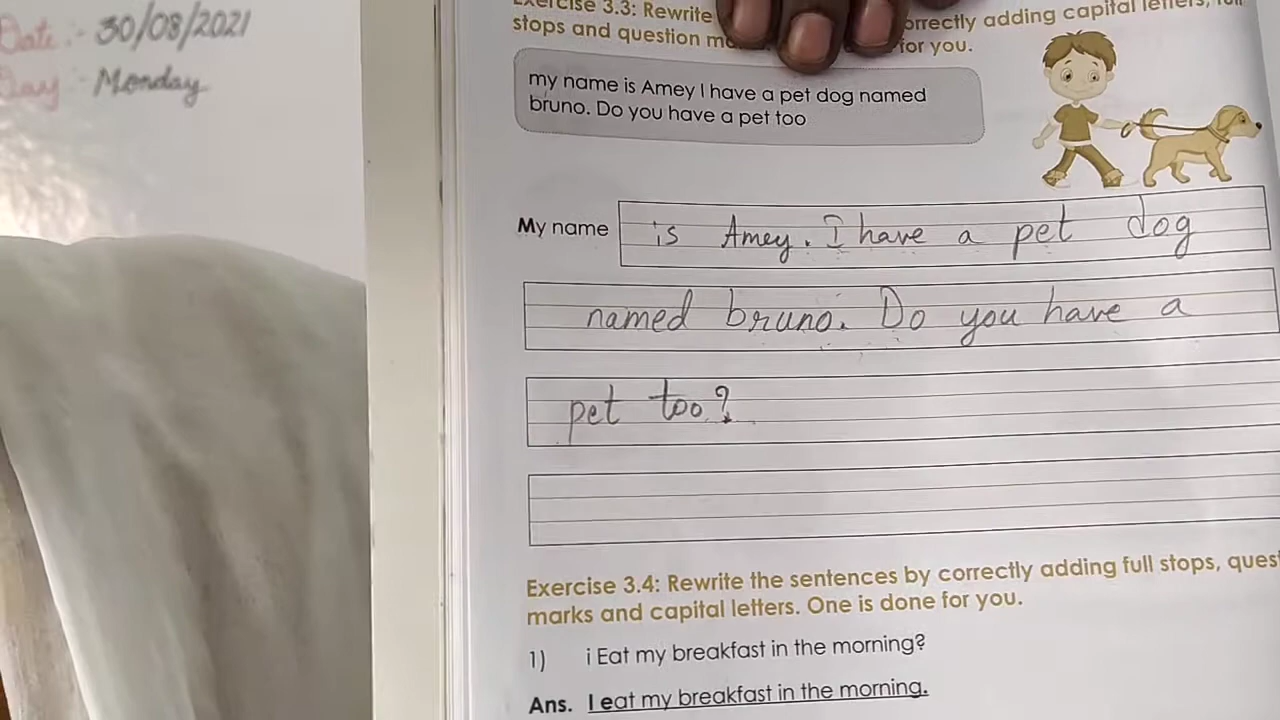 Date :- 30/08/2021
Day :- Monday
Exercise 3.3: Rewrite orrectly adding capital letters, full
stops and question for you.
my name is Amey I have a pet dog named
bruno. Do you have a pet too
My name is Amey. I have a pet dog
named bruno. Do you have a
pet too?
Exercise 3.4: Rewrite the sentences by correctly adding full stops, quest
marks and capital letters. One is done for you.
1) i Eat my breakfast in the morning?
Ans. I eat my breakfast in the morning.